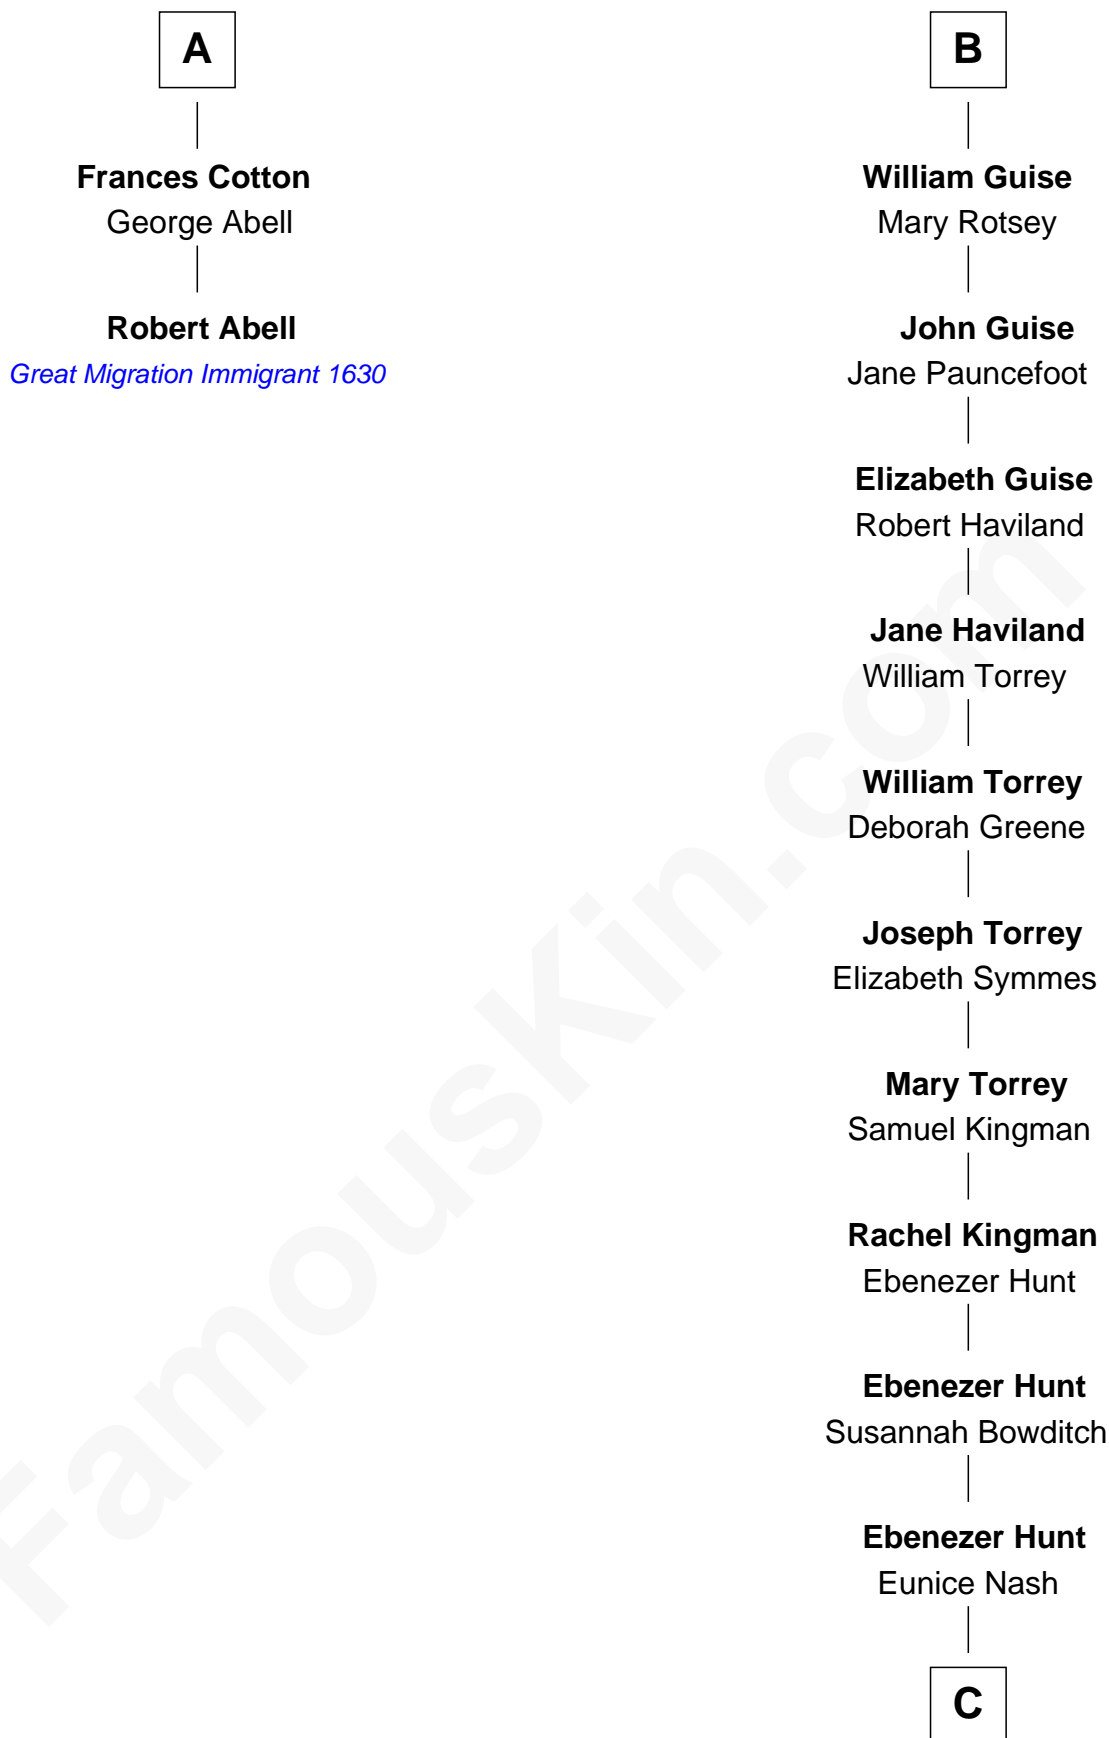 A
Frances Cotton
George Abell
Robert Abell
Great Migration Immigrant 1630
B
William Guise
Mary Rotsey
John Guise
Jane Pauncefoot
Elizabeth Guise
Robert Haviland
Jane Haviland
William Torrey
William Torrey
Deborah Greene
Joseph Torrey
Elizabeth Symmes
Mary Torrey
Samuel Kingman
Rachel Kingman
Ebenezer Hunt
Ebenezer Hunt
Susannah Bowditch
Ebenezer Hunt
Eunice Nash
C
FamousKin.com